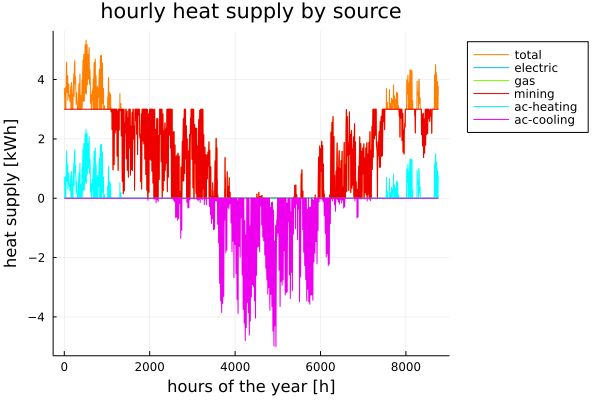 hourly heat supply by source
heat supply [kWh]
4
2
0
−2
−4
0
2000
4000
6000
8000
hours of the year [h]
total
electric
gas
mining
ac-heating
ac-cooling